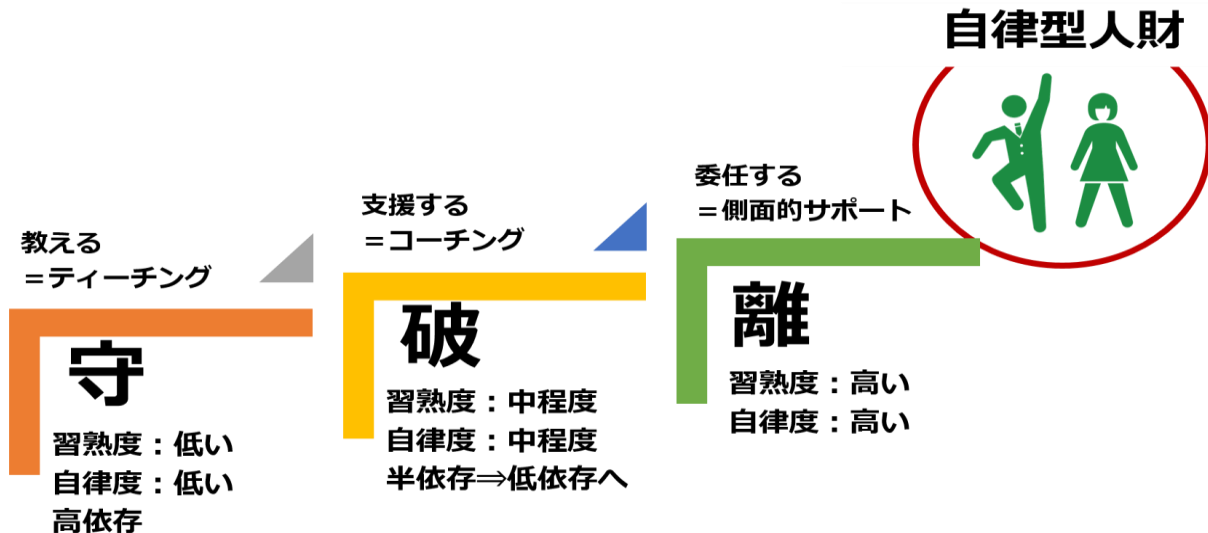 自律型人財
教える
＝ティーチング
守
習熟度：低い
自律度：低い
高依存
支援する
＝コーチング
破
習熟度：中程度
自律度：中程度
半依存⇒低依存へ
委任する
＝側面的サポート
離
習熟度：高い
自律度：高い